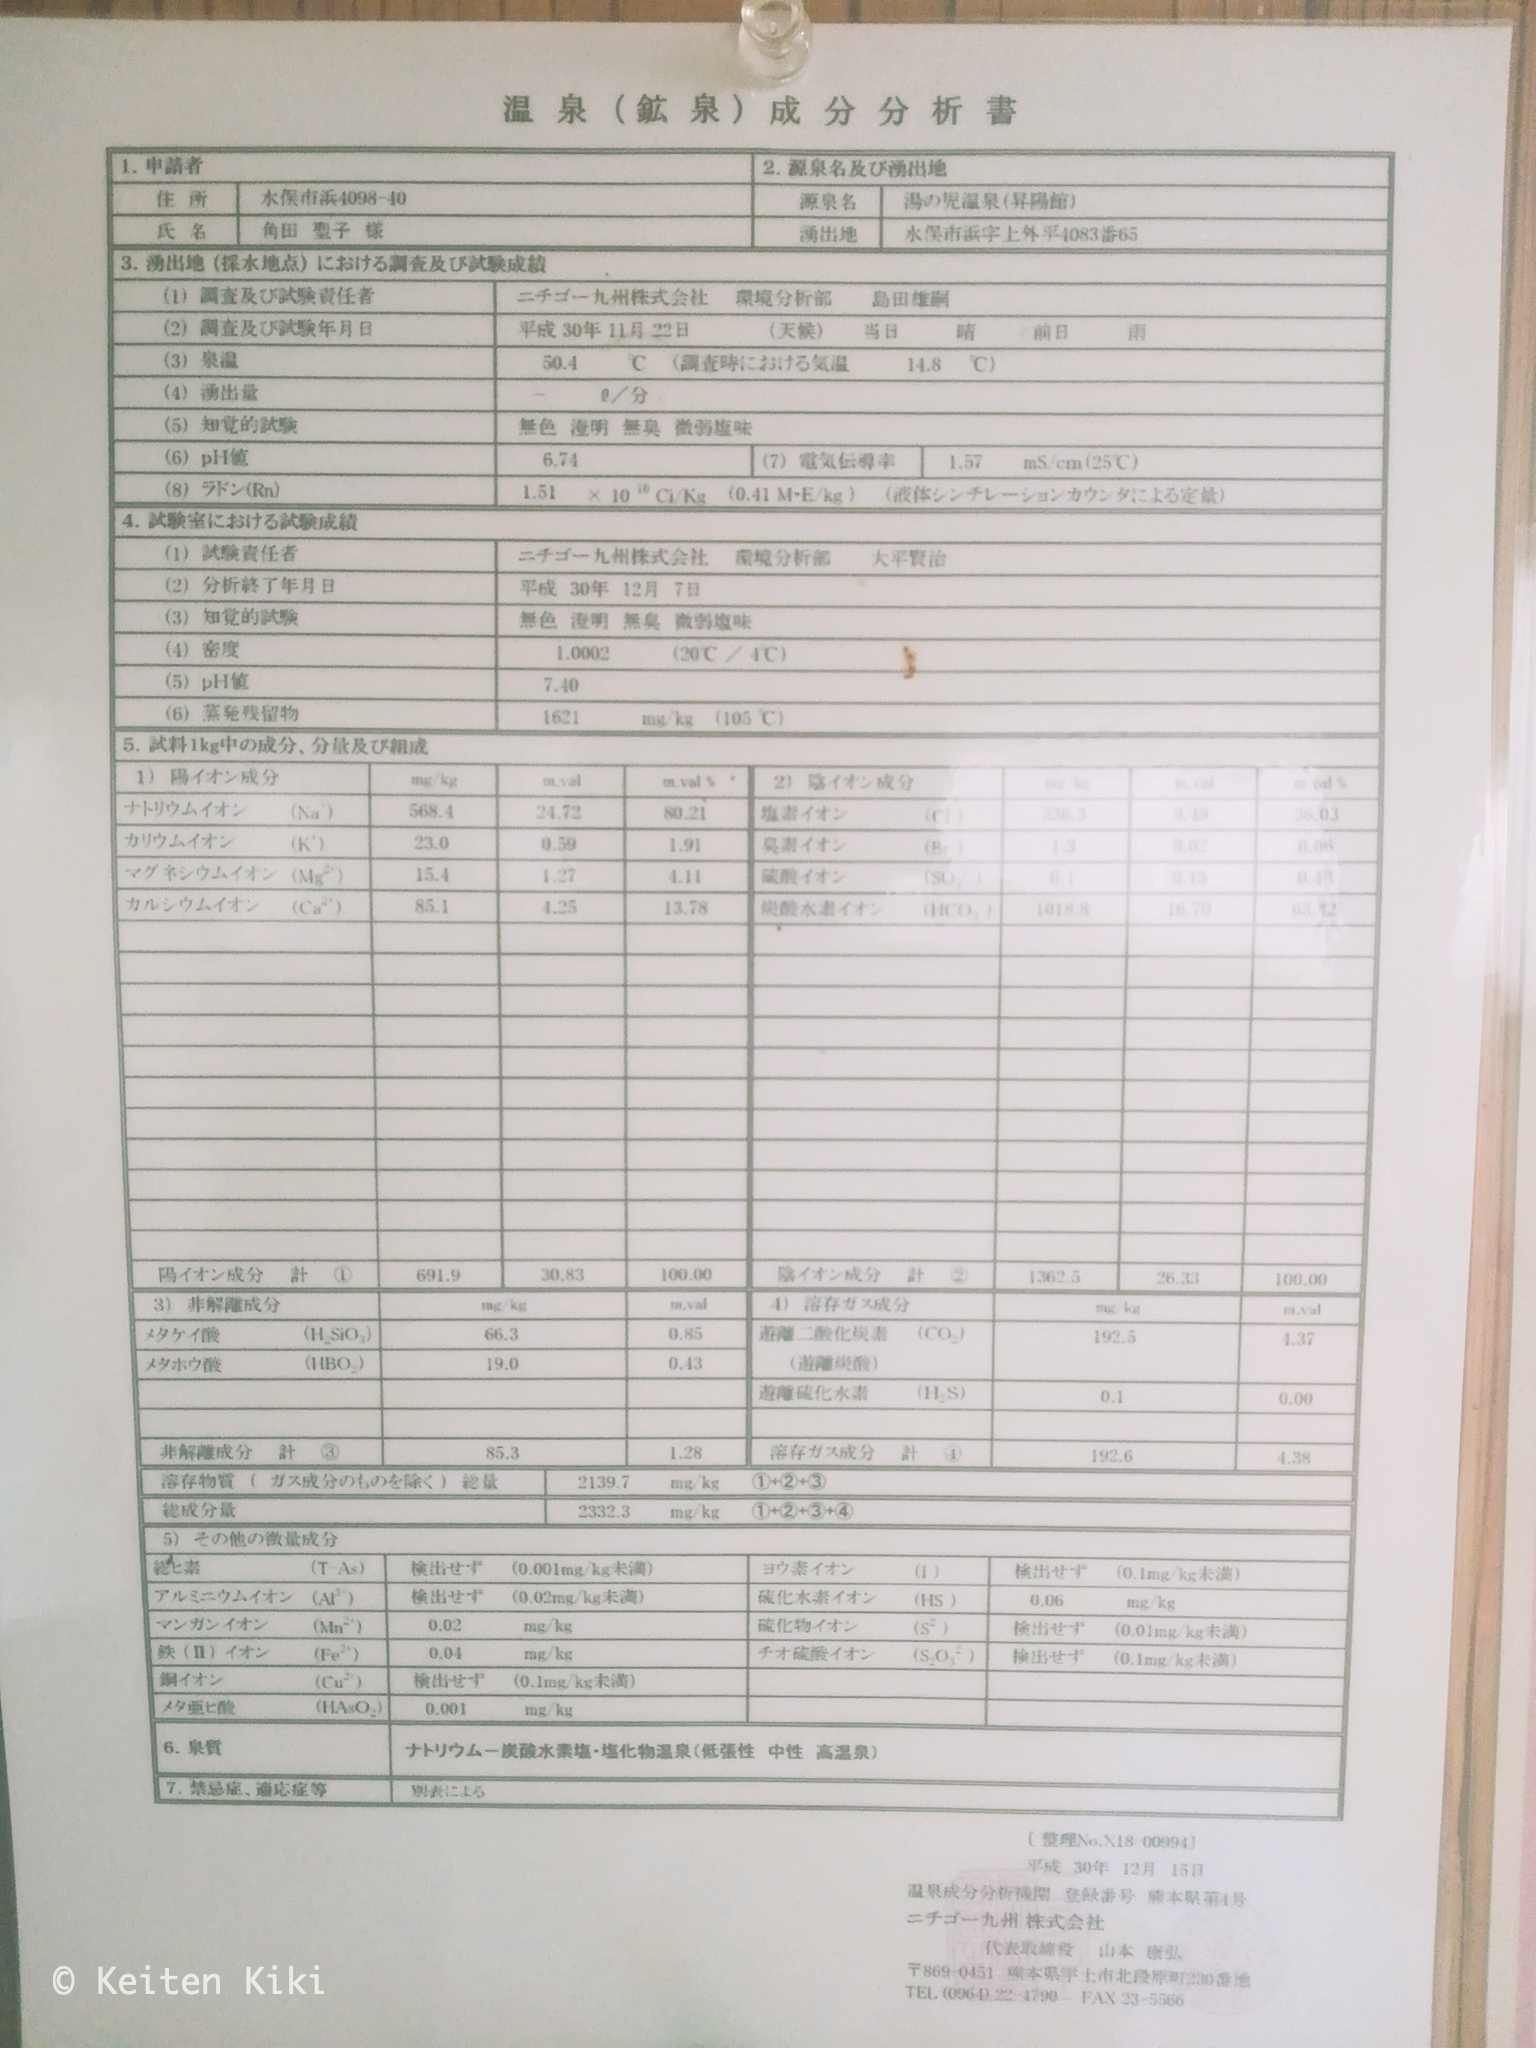 温泉(鉱泉)成分分析書
1. 申請者 2. 源泉名及び湧出地
住所 水俣市浜4098-40 源泉名 湯の児温泉(昇陽館)
氏名 角田 聖子 様 湧出地 水俣市浜字上外平4083番65
3. 湧出地(採水地点)における調査及び試験成績
(1) 調査及び試験責任者 ニチゴー九州株式会社 環境分析部 島田雄嗣
(2) 調査及び試験年月日 平成 30年 11月 22日 (天候) 当日 晴 前日 雨
(3) 泉温 50.4 ℃ (調査時における気温 14.8 ℃)
(4) 湧出量 － ℓ/分
(5) 知覚的試験 無色 澄明 無臭 微弱塩味
(6) pH値 6.74 (7) 電気伝導率 1.57 mS/cm(25℃)
(8) ラドン(Rn) 1.51 × 10 10 Ci/Kg (0.41 M・E/kg) (液体シンチレーションカウンタによる定量)
4. 試験室における試験成績
(1) 試験責任者 ニチゴー九州株式会社 環境分析部 大平賢治
(2) 分析終了年月日 平成 30年 12月 7日
(3) 知覚的試験 無色 澄明 無臭 微弱塩味
(4) 密度 1.0002 (20℃ / 4℃)
(5) pH値 7.40
(6) 蒸発残留物 1621 mg/kg (105 ℃)
5. 試料1kg中の成分、分量及び組成
1) 陽イオン成分 mg/kg m.val m.val% 2) 陰イオン成分 mg/kg m.val m.val%
ナトリウムイオン (Na⁺) 568.4 24.72 80.21 塩素イオン (Cl⁻) 336.3 9.49 36.03
カリウムイオン (K⁺) 23.0 0.59 1.91 臭素イオン (Br⁻) 1.3 0.02 0.06
マグネシウムイオン (Mg²⁺) 15.4 1.27 4.11 硫酸イオン (SO₄²⁻) 0.13
カルシウムイオン (Ca²⁺) 85.1 4.25 13.78 炭酸水素イオン (HCO₃⁻) 1018.8 16.70
陽イオン成分 計 ① 691.9 30.83 100.00 陰イオン成分 計 ② 1362.5 26.33 100.00
3) 非解離成分 mg/kg m.val 4) 溶存ガス成分 mg/kg m.val
メタケイ酸 (H₂SiO₃) 66.3 0.85 遊離二酸化炭素 (CO₂) 192.5 4.37
メタホウ酸 (HBO₂) 19.0 0.43 (遊離炭酸)
遊離硫化水素 (H₂S) 0.1 0.00
非解離成分 計 ③ 85.3 1.28 溶存ガス成分 計 ④ 192.6 4.38
溶存物質(ガス成分のものを除く)総量 2139.7 mg/kg ①+②+③
総成分量 2332.3 mg/kg ①+②+③+④
5) その他の微量成分
総ヒ素 (T-As) 検出せず (0.001mg/kg未満) ヨウ素イオン (I⁻) 検出せず (0.1mg/kg未満)
アルミニウムイオン (Al³⁺) 検出せず (0.02mg/kg未満) 硫化水素イオン (HS⁻) 0.06 mg/kg
マンガンイオン (Mn²⁺) 0.02 mg/kg 硫化物イオン (S²⁻) 検出せず (0.01mg/kg未満)
鉄(Ⅱ)イオン (Fe²⁺) 0.04 mg/kg チオ硫酸イオン (S₂O₃²⁻) 検出せず (0.1mg/kg未満)
銅イオン (Cu²⁺) 検出せず (0.1mg/kg未満)
メタ亜ヒ酸 (HAsO₂) 0.001 mg/kg
6. 泉質 ナトリウムー炭酸水素塩・塩化物温泉(低張性 中性 高温泉)
7. 禁忌症、適応症等 別表による
[ 整理No.X18-00994]
平成 30年 12月 15日
温泉成分分析機関 登録番号 熊本県第1号
ニチゴー九州 株式会社
代表取締役 山本 康弘
〒869-0451 熊本県宇土市北段原町230番地
TEL (0964) 22-4790 FAX 23-5566
© Keiten Kiki